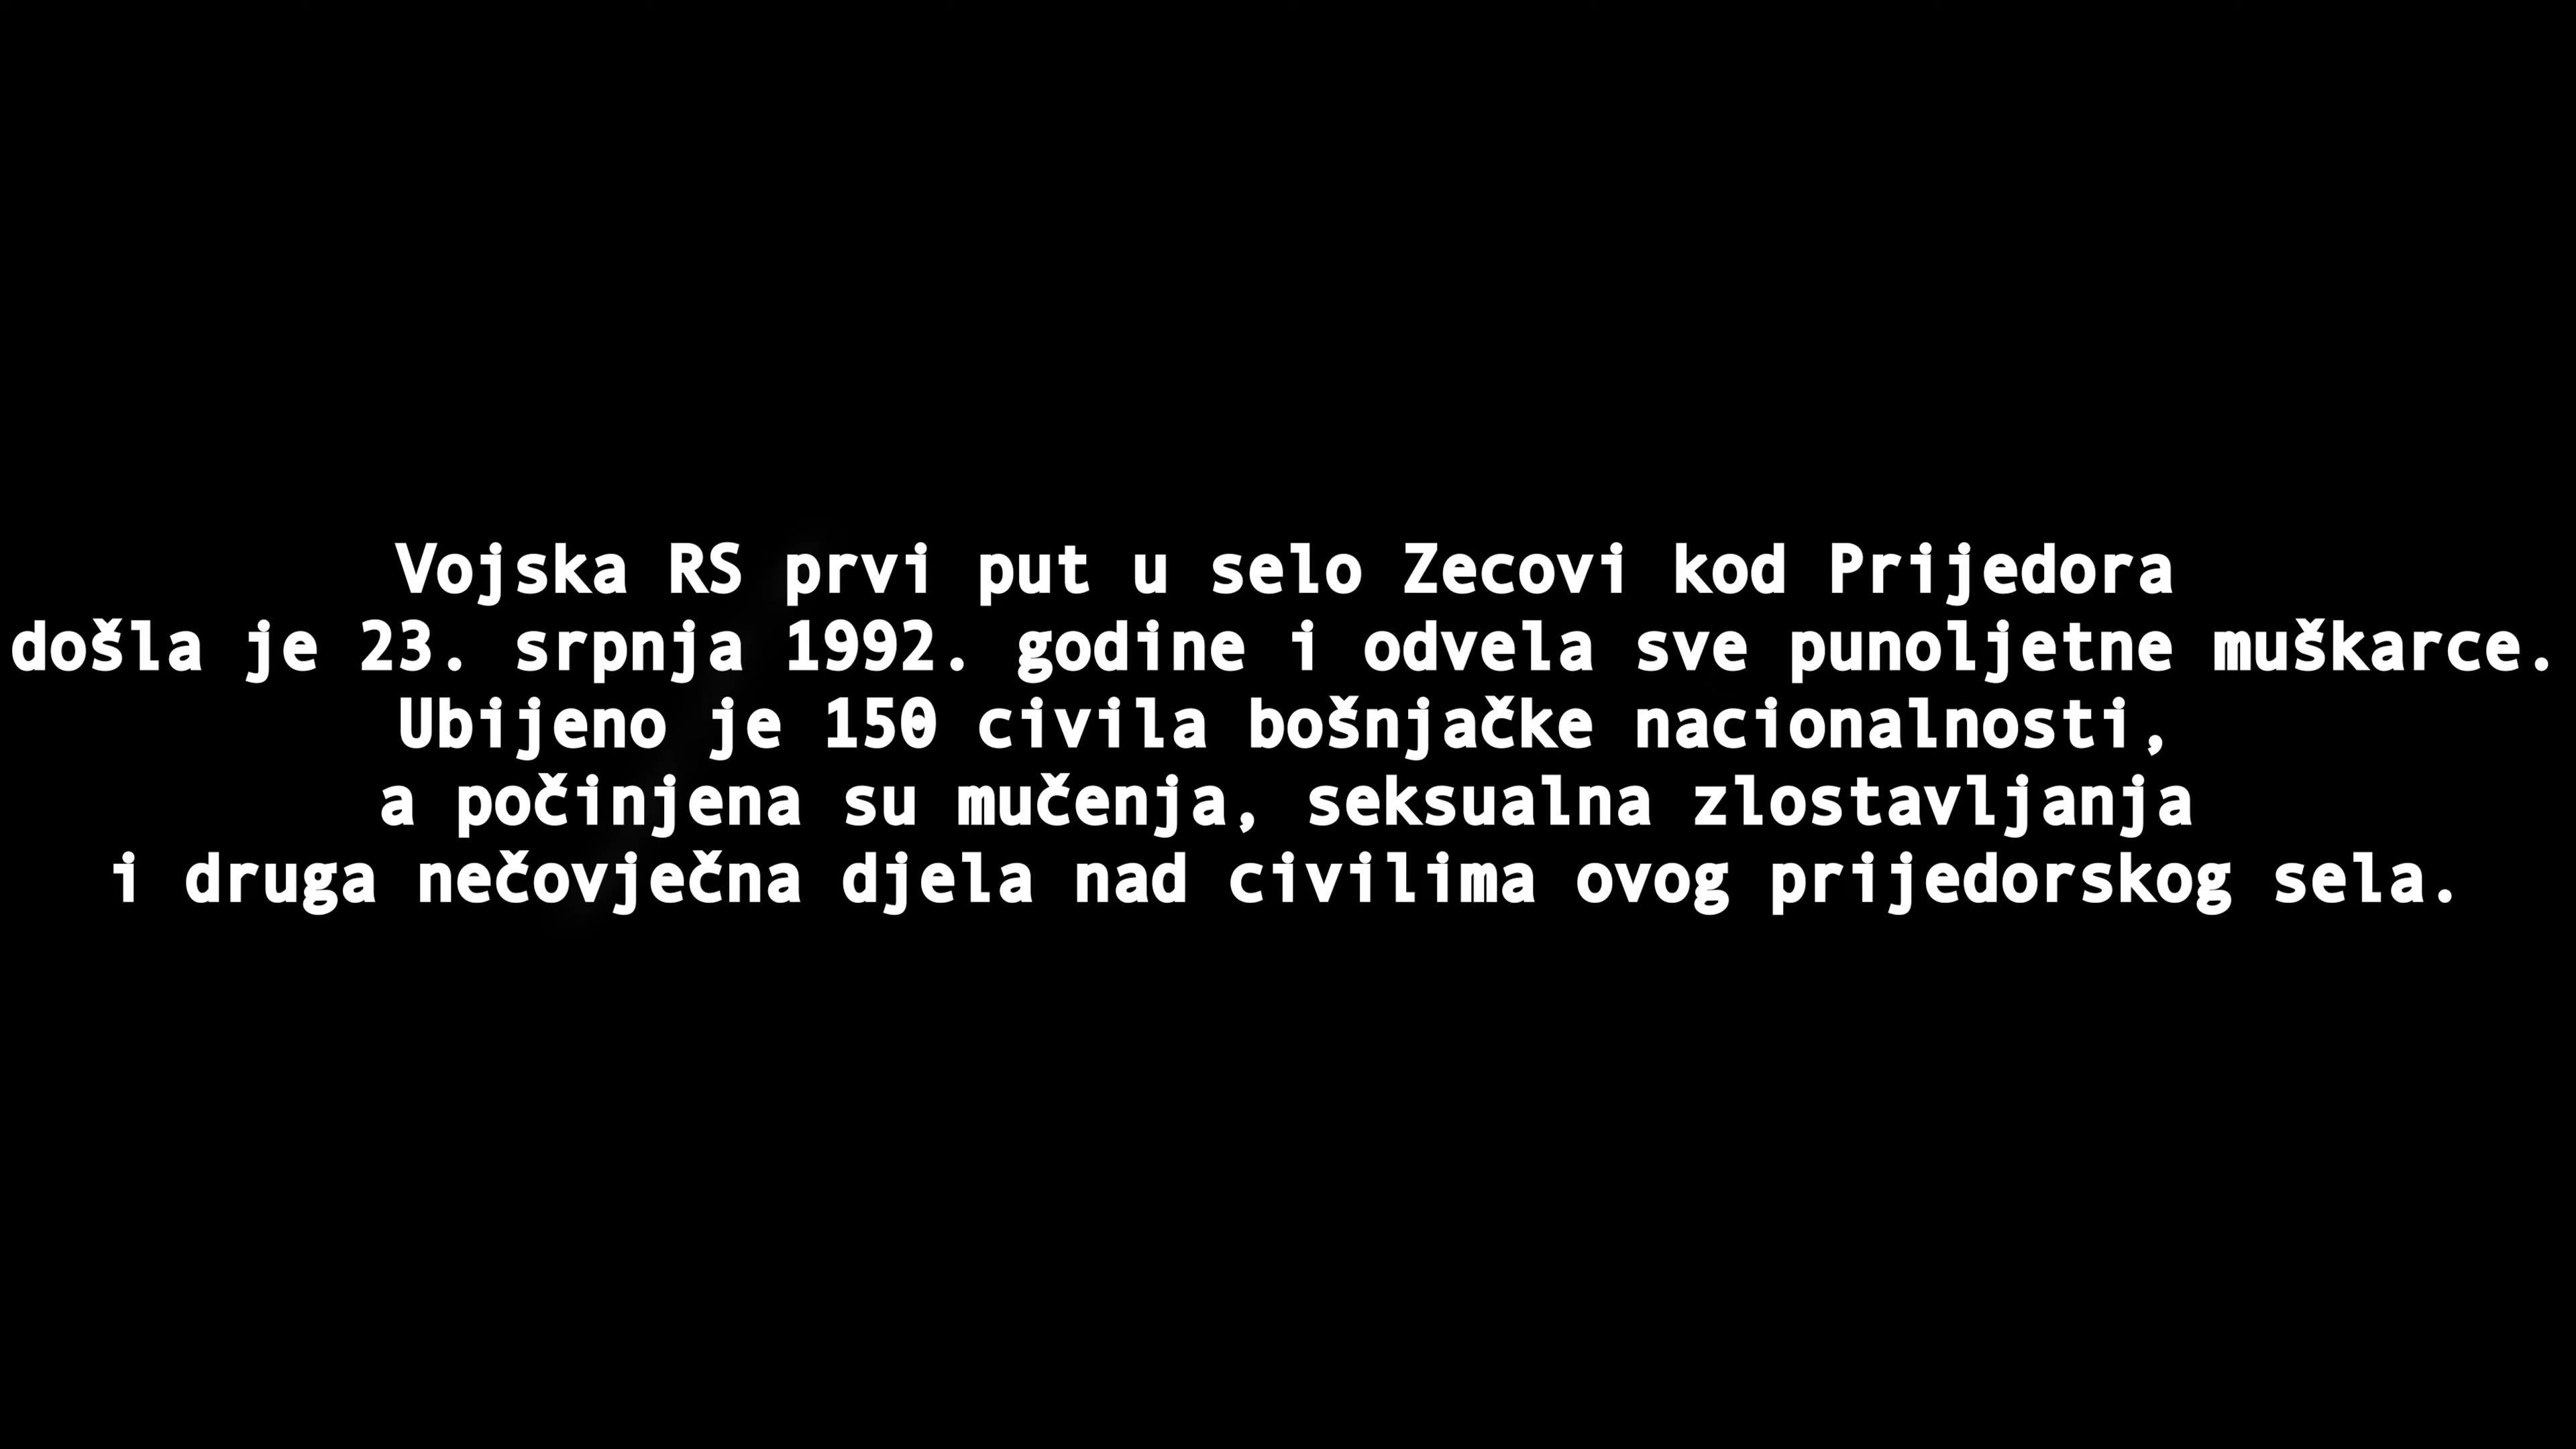 Vojska RS prvi put u selo Zecovi kod Prijedora
došla je 23. srpnja 1992. godine i odvela sve punoljetne muškarce.
Ubijeno je 150 civila bošnjačke nacionalnosti,
a počinjena su mučenja, seksualna zlostavljanja
i druga nečovječna djela nad civilima ovog prijedorskog sela.